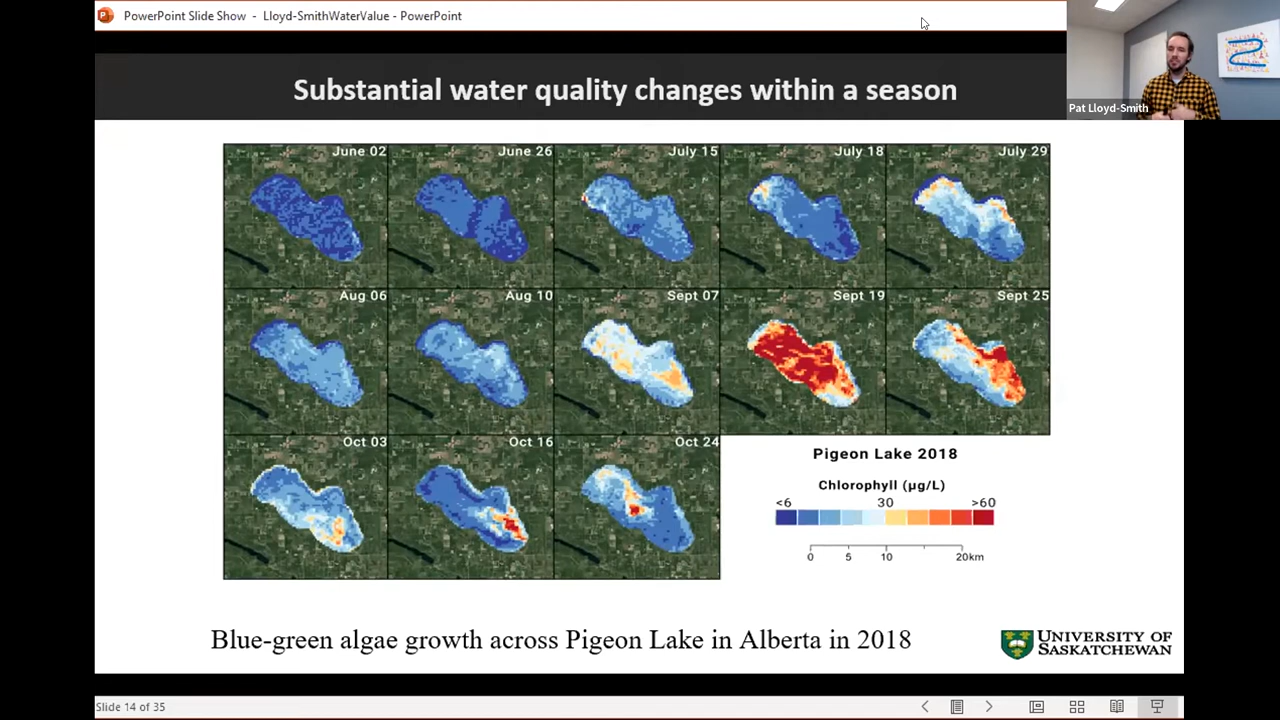 PowerPoint Slide Show - Lloyd-SmithWaterValue - PowerPoint
Pat Lloyd-Smith
Substantial water quality changes within a season
June 02
June 26
July 15
July 18
July 29
Aug 06
Aug 10
Sept 07
Sept 19
Sept 25
Oct 03
Oct 16
Oct 24
Pigeon Lake 2018
Chlorophyll (µg/L)
<6 30 >60
0 5 10 20km
Blue-green algae growth across Pigeon Lake in Alberta in 2018
UNIVERSITY OF
SASKATCHEWAN
Slide 14 of 35